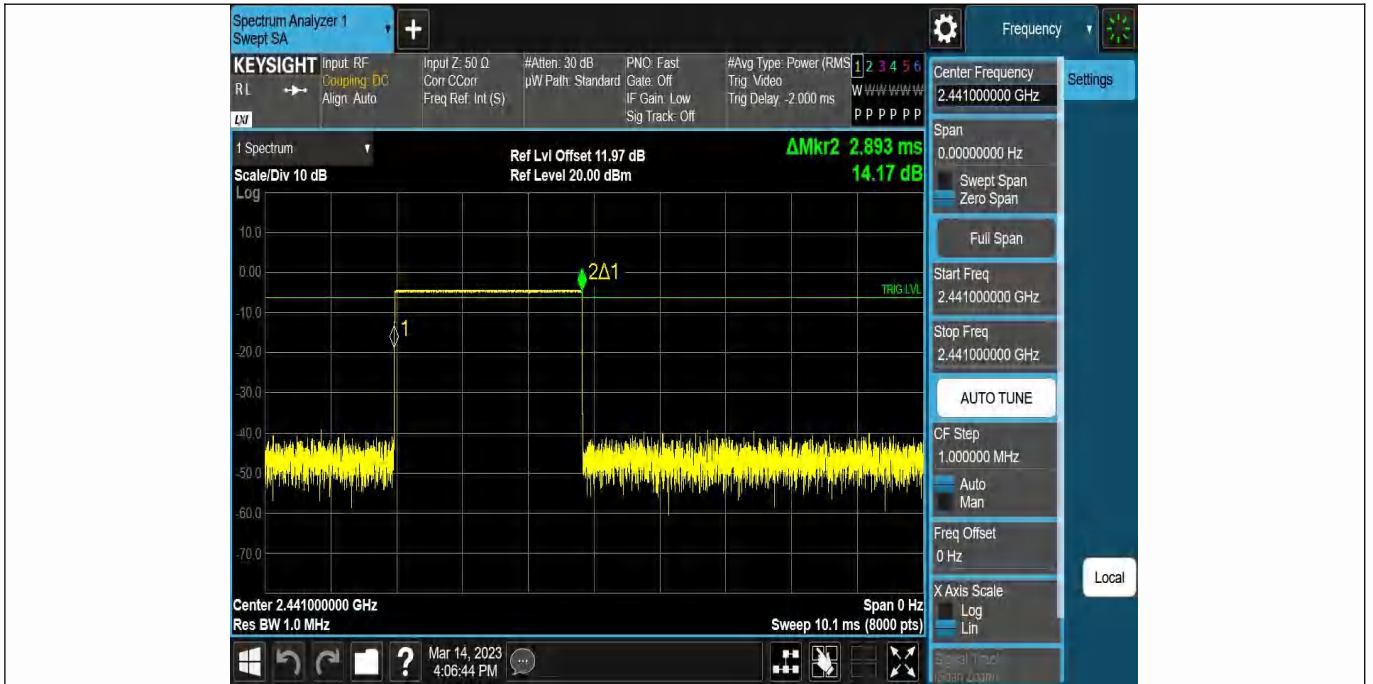 Spectrum Analyzer 1
Swept SA
+
Frequency
KEYSIGHT
RL
LXI
Input: RF
Coupling: DC
Align: Auto
Input Z: 50 Ω
Corr CCorr
Freq Ref: Int (S)
#Atten: 30 dB
µW Path: Standard
PNO: Fast
Gate: Off
IF Gain: Low
Sig Track: Off
#Avg Type: Power (RMS
Trig: Video
Trig Delay: -2.000 ms
1 2 3 4 5 6
W W W W W W
P P P P P P
Center Frequency
2.441000000 GHz
Settings
1 Spectrum
Scale/Div 10 dB
Log
Ref Lvl Offset 11.97 dB
Ref Level 20.00 dBm
ΔMkr2 2.893 ms
14.17 dB
Span
0.00000000 Hz
Swept Span
Zero Span
Full Span
10.0
0.00
-10.0
-20.0
-30.0
-40.0
-50.0
-60.0
-70.0
2Δ1
1
TRIG LVL
Start Freq
2.441000000 GHz
Stop Freq
2.441000000 GHz
AUTO TUNE
CF Step
1.000000 MHz
Auto
Man
Freq Offset
0 Hz
X Axis Scale
Log
Lin
Local
Center 2.441000000 GHz
Res BW 1.0 MHz
Span 0 Hz
Sweep 10.1 ms (8000 pts)
?
Mar 14, 2023
4:06:44 PM
Signal Track
(Span Zoom)